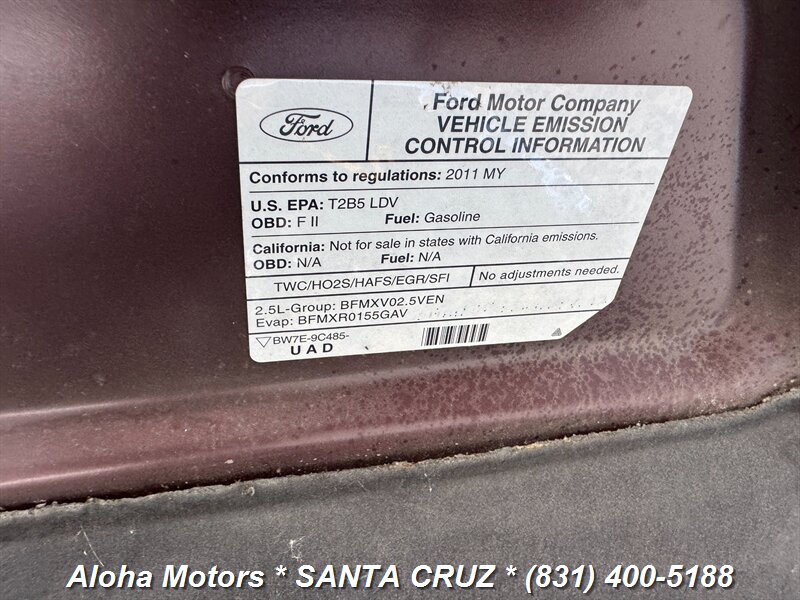 Ford
Ford Motor Company
VEHICLE EMISSION
CONTROL INFORMATION
Conforms to regulations: 2011 MY
U.S. EPA: T2B5 LDV
OBD: F II Fuel: Gasoline
California: Not for sale in states with California emissions.
OBD: N/A Fuel: N/A
TWC/HO2S/HAFS/EGR/SFI No adjustments needed.
2.5L-Group: BFMXV02.5VEN
Evap: BFMXR0155GAV
BW7E-9C485-
UAD
Aloha Motors * SANTA CRUZ * (831) 400-5188